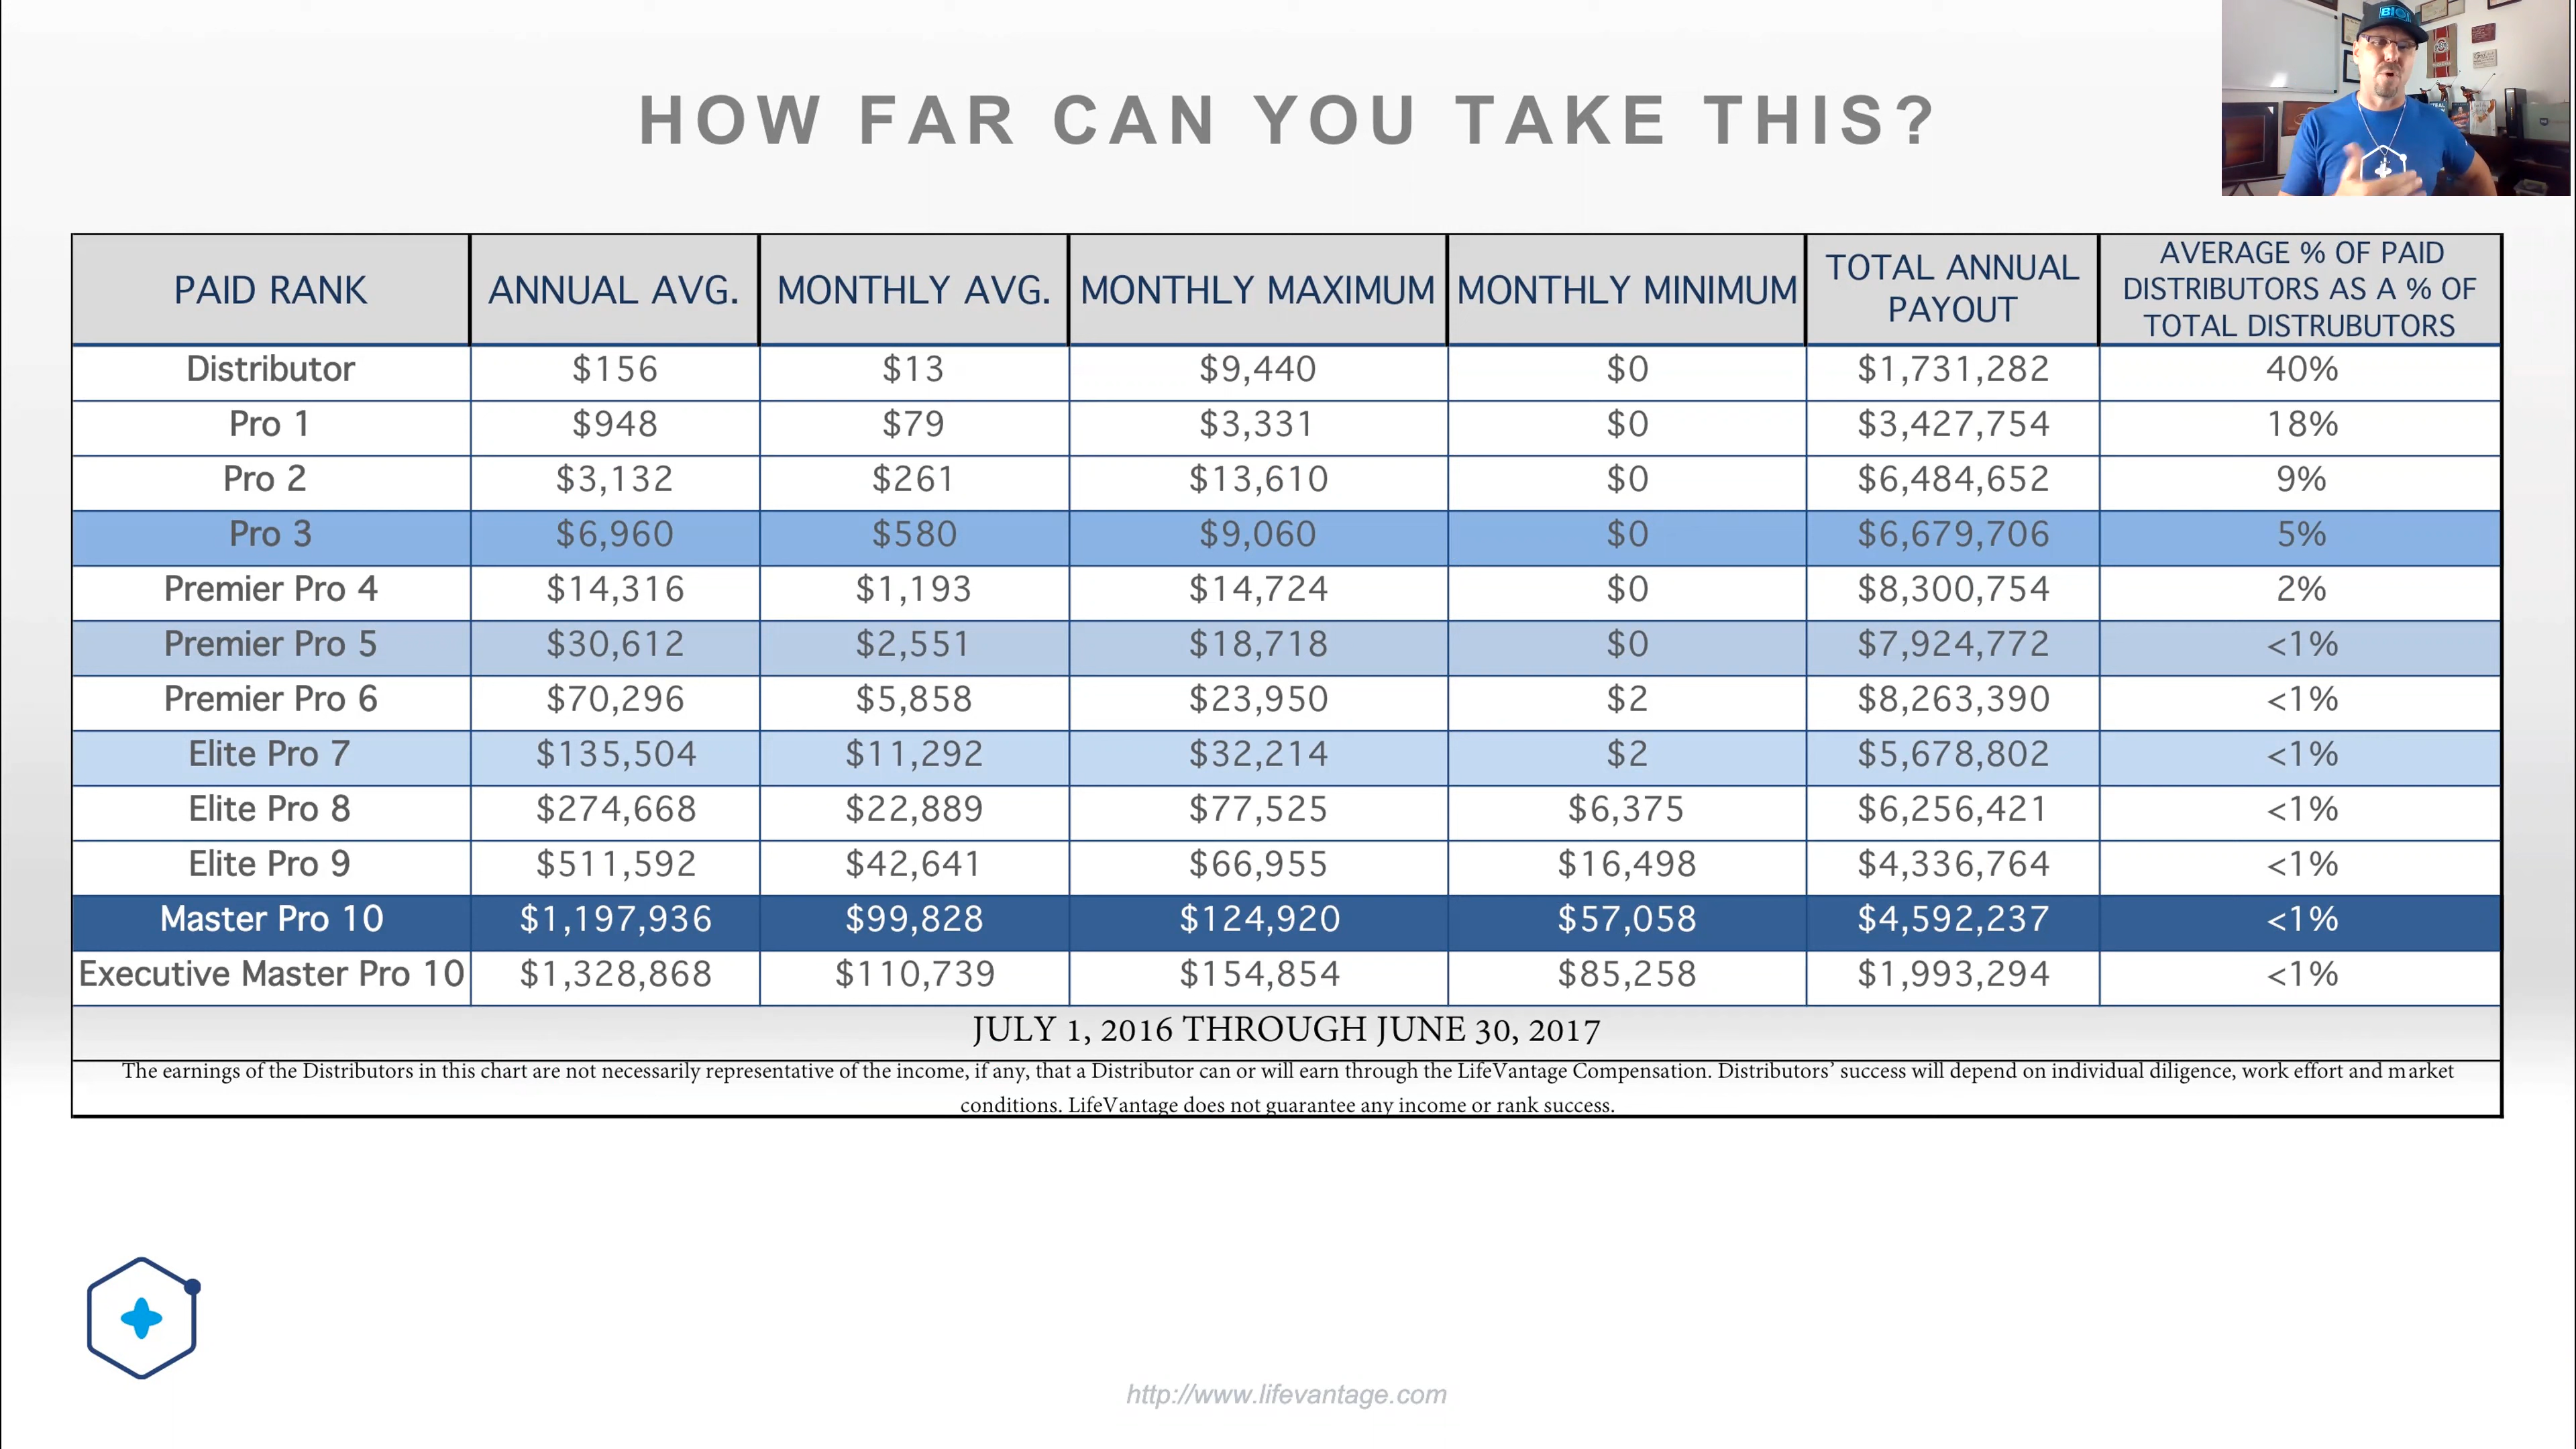 BIO
HOW FAR CAN YOU TAKE THIS?
PAID RANK ANNUAL AVG. MONTHLY AVG. MONTHLY MAXIMUM MONTHLY MINIMUM TOTAL ANNUAL PAYOUT AVERAGE % OF PAID DISTRIBUTORS AS A % OF TOTAL DISTRUBUTORS
Distributor $156 $13 $9,440 $0 $1,731,282 40%
Pro 1 $948 $79 $3,331 $0 $3,427,754 18%
Pro 2 $3,132 $261 $13,610 $0 $6,484,652 9%
Pro 3 $6,960 $580 $9,060 $0 $6,679,706 5%
Premier Pro 4 $14,316 $1,193 $14,724 $0 $8,300,754 2%
Premier Pro 5 $30,612 $2,551 $18,718 $0 $7,924,772 <1%
Premier Pro 6 $70,296 $5,858 $23,950 $2 $8,263,390 <1%
Elite Pro 7 $135,504 $11,292 $32,214 $2 $5,678,802 <1%
Elite Pro 8 $274,668 $22,889 $77,525 $6,375 $6,256,421 <1%
Elite Pro 9 $511,592 $42,641 $66,955 $16,498 $4,336,764 <1%
Master Pro 10 $1,197,936 $99,828 $124,920 $57,058 $4,592,237 <1%
Executive Master Pro 10 $1,328,868 $110,739 $154,854 $85,258 $1,993,294 <1%
JULY 1, 2016 THROUGH JUNE 30, 2017
The earnings of the Distributors in this chart are not necessarily representative of the income, if any, that a Distributor can or will earn through the LifeVantage Compensation. Distributors' success will depend on individual diligence, work effort and market
conditions. LifeVantage does not guarantee any income or rank success.
http://www.lifevantage.com